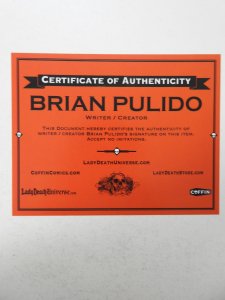 CERTIFICATE OF AUTHENTICITY
BRIAN PULIDO
WRITER / CREATOR
THIS DOCUMENT HEREBY CERTIFIES THE AUTHENTICITY OF
WRITER / CREATOR BRIAN PULIDO'S SIGNATURE ON THIS ITEM.
ACCEPT NO IMITATIONS.
LADYDEATHUNIVERSE.COM
COFFINCOMICS.COM
LADYDEATHSTORE.COM
LadyDeathUniverse.com
COFFIN